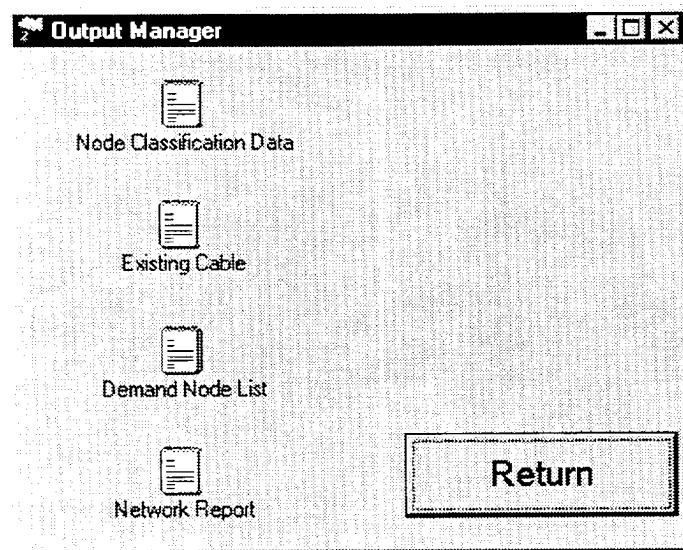 Output Manager
Node Classification Data
Existing Cable
Demand Node List
Network Report
Return